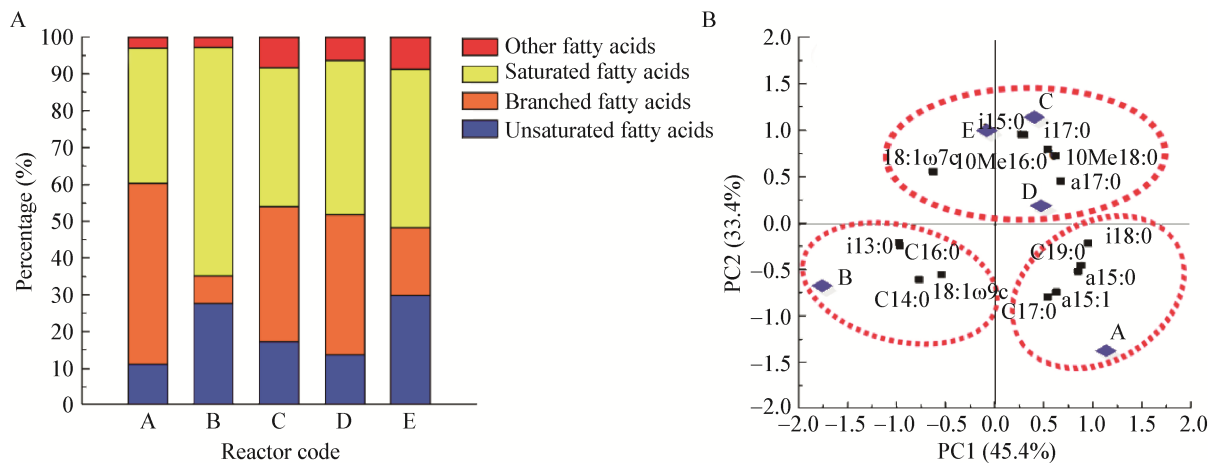 A
100
90
80
70
60
50
40
30
20
10
0
Percentage (%)
A B C D E
Reactor code
Other fatty acids
Saturated fatty acids
Branched fatty acids
Unsaturated fatty acids
B
2.0
1.5
1.0
0.5
0.0
−0.5
−1.0
−1.5
−2.0
PC2 (33.4%)
C
E
i15:0
i17:0
18:1ω7c
10Me16:0
10Me18:0
a17:0
D
i13:0
C16:0
B
C14:0
18:1ω9c
i18:0
C19:0
a15:0
C17:0
a15:1
A
−2.0 −1.5 −1.0 −0.5 0.0 0.5 1.0 1.5 2.0
PC1 (45.4%)